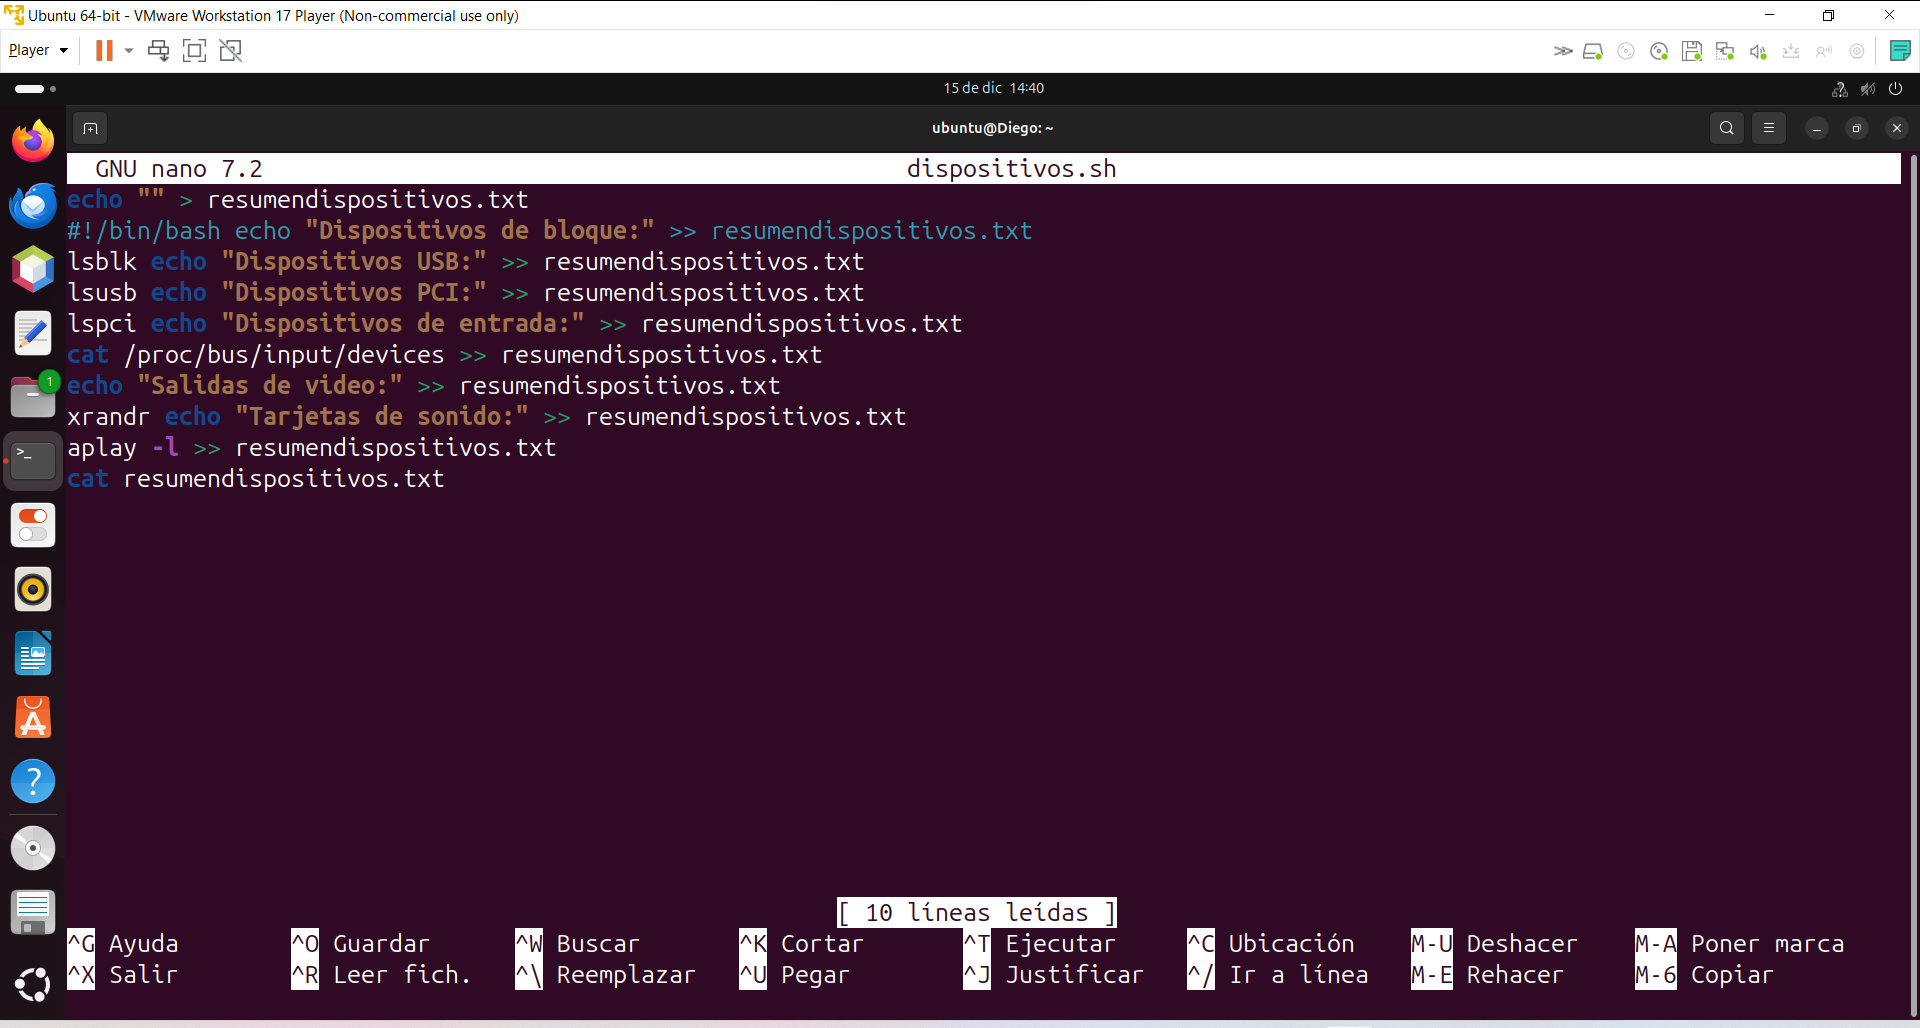 Ubuntu 64-bit - VMware Workstation 17 Player (Non-commercial use only)
Player
15 de dic 14:40
ubuntu@Diego: ~
GNU nano 7.2 dispositivos.sh
echo "" > resumendispositivos.txt
#!/bin/bash echo "Dispositivos de bloque:" >> resumendispositivos.txt
lsblk echo "Dispositivos USB:" >> resumendispositivos.txt
lsusb echo "Dispositivos PCI:" >> resumendispositivos.txt
lspci echo "Dispositivos de entrada:" >> resumendispositivos.txt
cat /proc/bus/input/devices >> resumendispositivos.txt
1
echo "Salidas de video:" >> resumendispositivos.txt
xrandr echo "Tarjetas de sonido:" >> resumendispositivos.txt
aplay -l >> resumendispositivos.txt
cat resumendispositivos.txt
[ 10 líneas leídas ]
^G Ayuda ^O Guardar ^W Buscar ^K Cortar ^T Ejecutar ^C Ubicación M-U Deshacer M-A Poner marca
^X Salir ^R Leer fich. ^\ Reemplazar ^U Pegar ^J Justificar ^/ Ir a línea M-E Rehacer M-6 Copiar